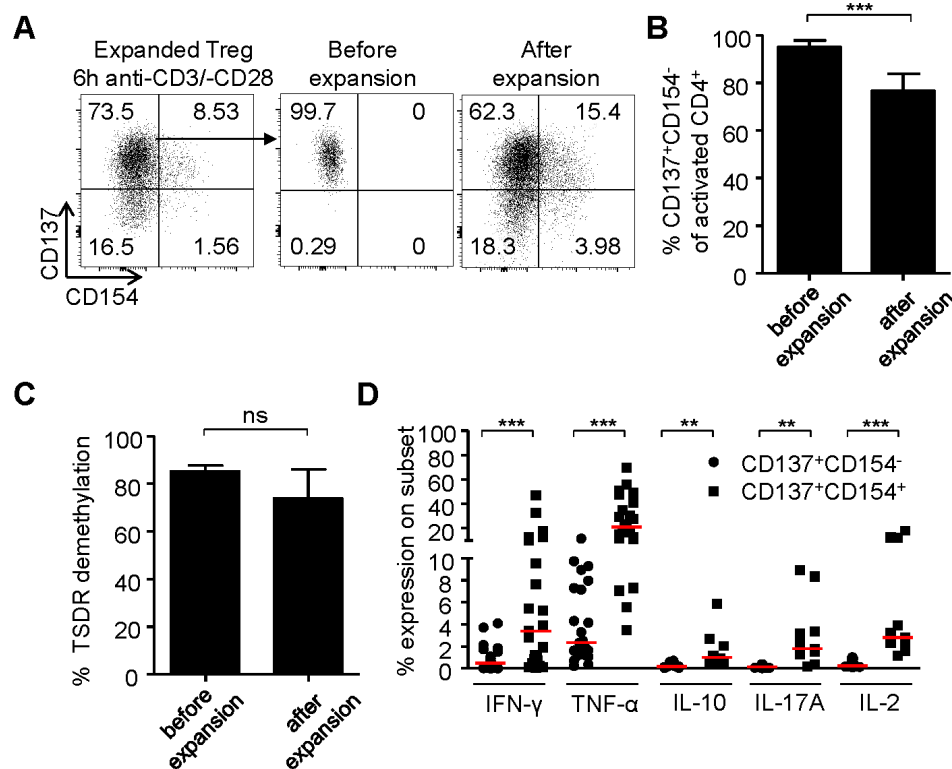 A
Expanded Treg
6h anti-CD3/-CD28
Before
expansion
After
expansion
73.5 8.53
99.7 0
62.3 15.4
16.5 1.56
0.29 0
18.3 3.98
CD137
CD154
B
***
% CD137⁺CD154⁻
of activated CD4⁺
100
80
60
40
20
0
before
expansion
after
expansion
C
ns
% TSDR demethylation
100
80
60
40
20
0
before
expansion
after
expansion
D
*** *** ** ** ***
CD137⁺CD154⁻
CD137⁺CD154⁺
% expression on subset
100
80
60
40
20
10
8
6
4
2
0
IFN-γ TNF-α IL-10 IL-17A IL-2